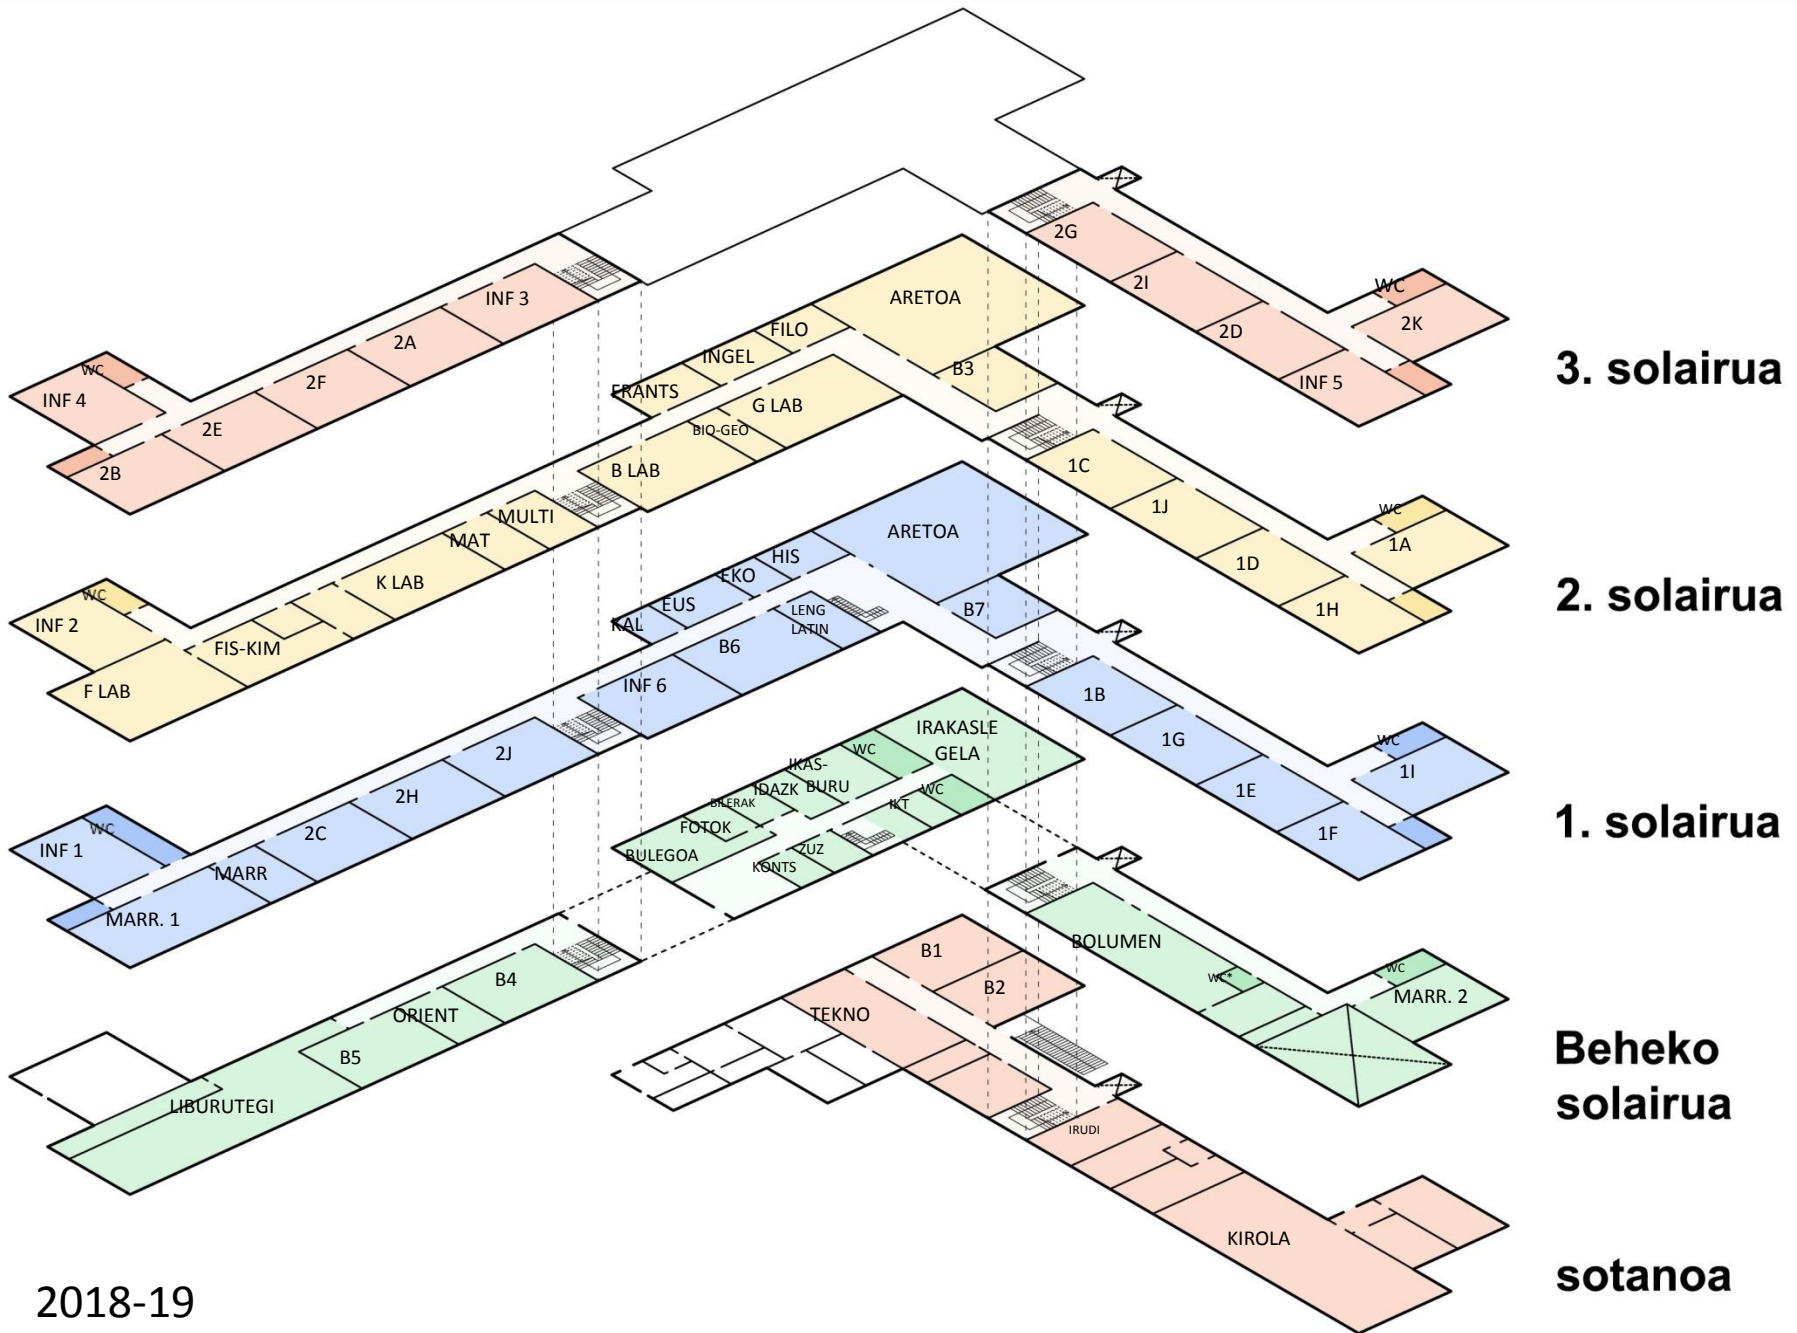 WC
INF 4
2B
2E
2F
2A
INF 3
2G
2I
2D
INF 5
WC
2K
3. solairua
WC
INF 2
F LAB
FIS-KIM
K LAB
MAT
MULTI
B LAB
BIO-GEO
G LAB
FRANTS
INGEL
FILO
ARETOA
B3
1C
1J
1D
1H
WC
1A
2. solairua
WC
INF 1
MARR. 1
MARR
2C
2H
2J
INF 6
B6
LENG
LATIN
KAL
EUS
EKO
HIS
ARETOA
B7
1B
1G
1E
1F
WC
1I
1. solairua
LIBURUTEGI
B5
ORIENT
B4
BULEGOA
FOTOK
BILERAK
IDAZK
IKAS-
BURU
WC
IRAKASLE
GELA
KONTS
ZUZ
IKT
WC
BOLUMEN
WC*
WC
MARR. 2
Beheko
solairua
TEKNO
B1
B2
IRUDI
KIROLA
sotanoa
2018-19